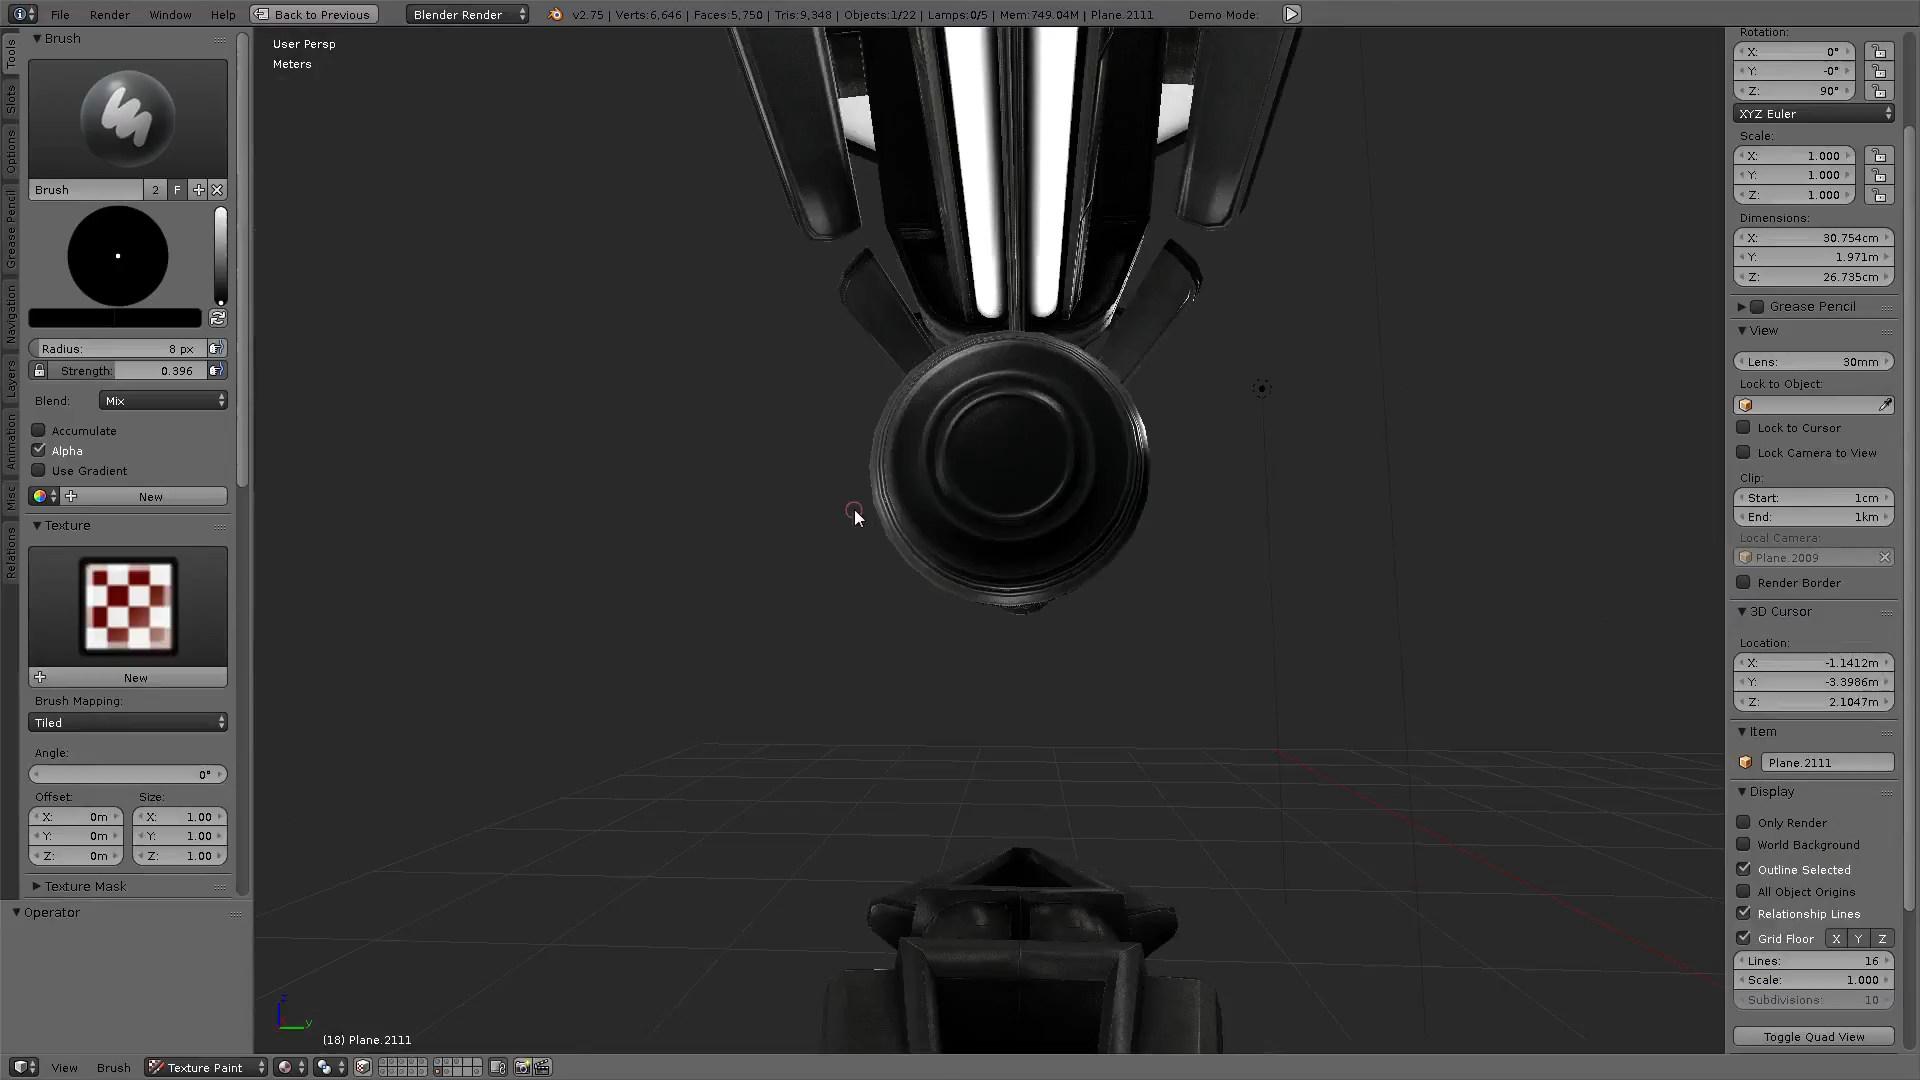 File Render Window Help Back to Previous Blender Render v2.75 | Verts:6,646 | Faces:5,750 | Tris:9,348 | Objects:1/22 | Lamps:0/5 | Mem:749.04M | Plane.2111 Demo Mode:
Tools
Slots
Options
Grease Pencil
Navigation
Layers
Animation
Misc
Relations
Brush
Brush 2 F
Radius: 8 px
Strength: 0.396
Blend: Mix
Accumulate
Alpha
Use Gradient
New
Texture
New
Brush Mapping:
Tiled
Angle:
0°
Offset: Size:
X: 0m X: 1.00
Y: 0m Y: 1.00
Z: 0m Z: 1.00
Texture Mask
Operator
User Persp
Meters
z
y
(18) Plane.2111
Rotation:
X: 0°
Y: -0°
Z: 90°
XYZ Euler
Scale:
X: 1.000
Y: 1.000
Z: 1.000
Dimensions:
X: 30.754cm
Y: 1.971m
Z: 26.735cm
Grease Pencil
View
Lens: 30mm
Lock to Object:
Lock to Cursor
Lock Camera to View
Clip:
Start: 1cm
End: 1km
Local Camera:
Plane.2009
Render Border
3D Cursor
Location:
X: -1.1412m
Y: -3.3986m
Z: 2.1047m
Item
Plane.2111
Display
Only Render
World Background
Outline Selected
All Object Origins
Relationship Lines
Grid Floor X Y Z
Lines: 16
Scale: 1.000
Subdivisions: 10
Toggle Quad View
View Brush Texture Paint